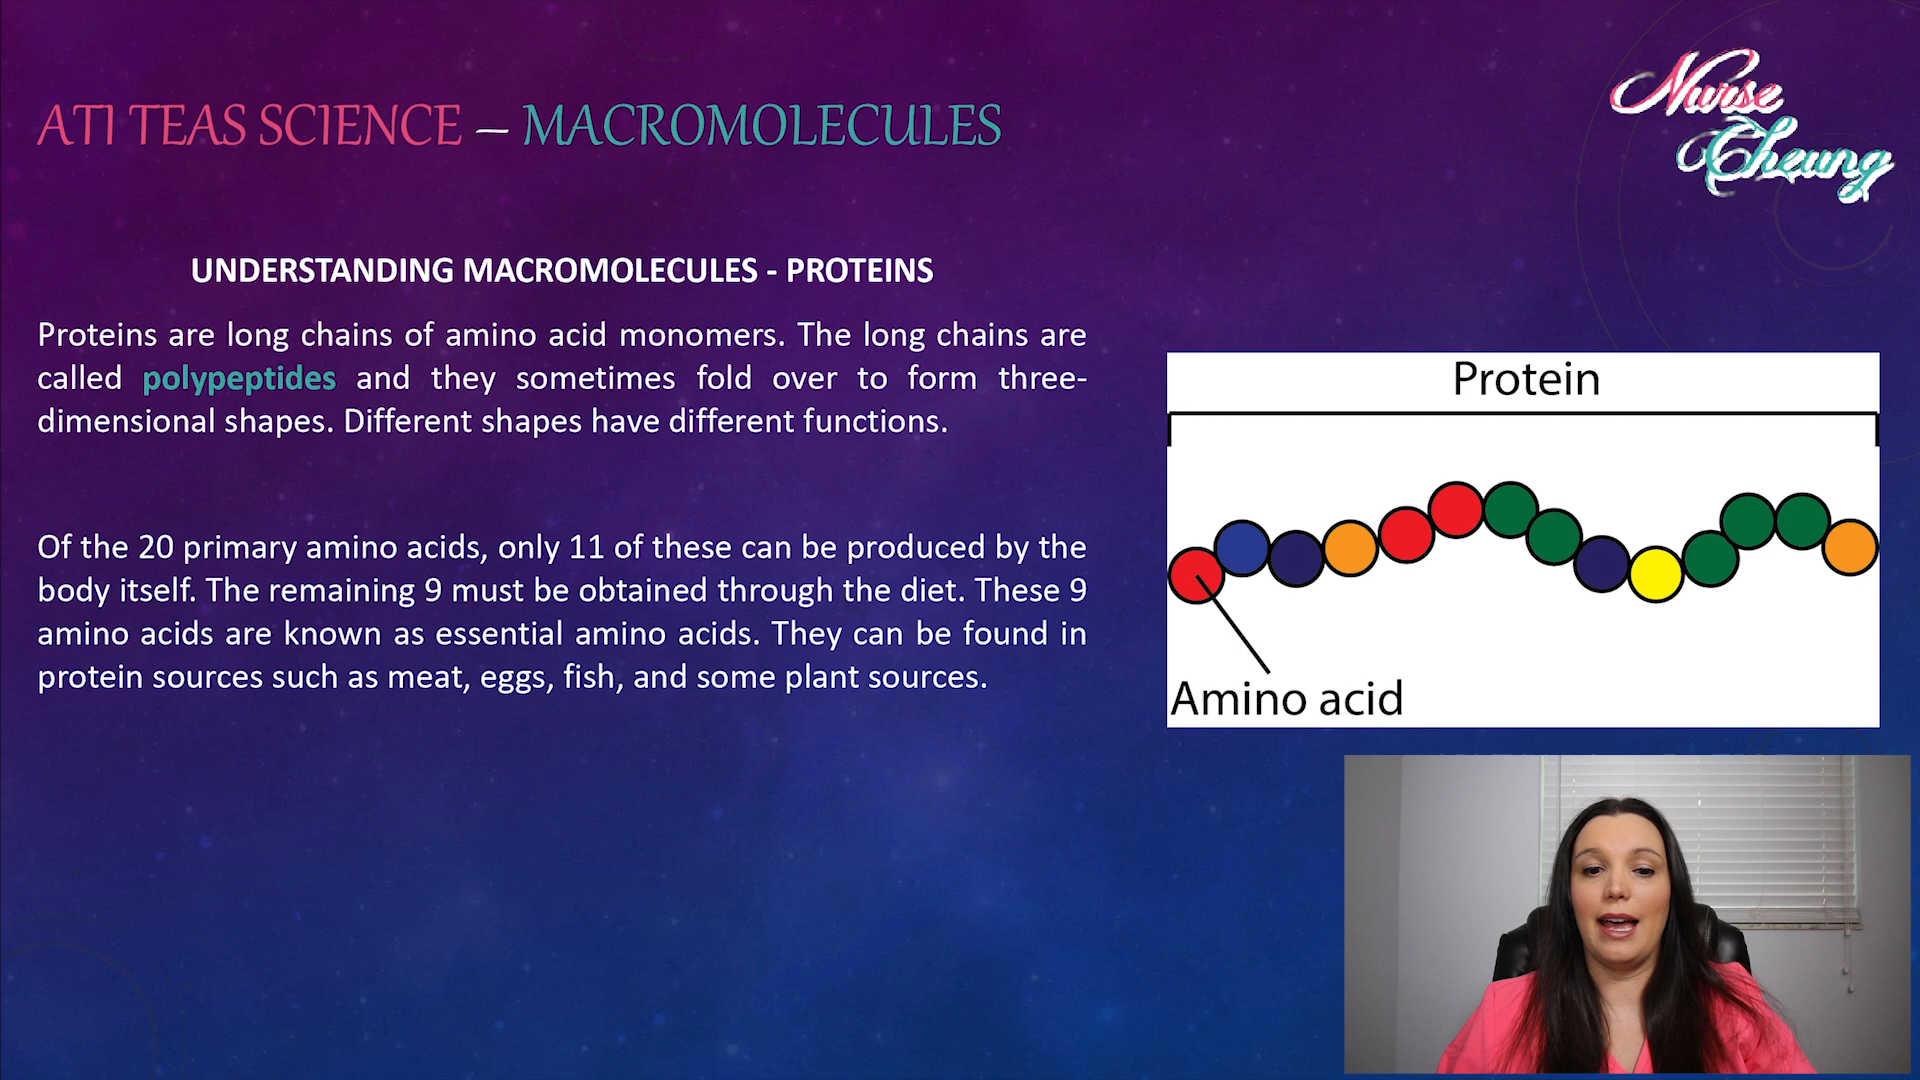 ATI TEAS SCIENCE – MACROMOLECULES
Nurse
Cheung
UNDERSTANDING MACROMOLECULES - PROTEINS
Proteins are long chains of amino acid monomers. The long chains are
called polypeptides and they sometimes fold over to form three-
dimensional shapes. Different shapes have different functions.
Of the 20 primary amino acids, only 11 of these can be produced by the
body itself. The remaining 9 must be obtained through the diet. These 9
amino acids are known as essential amino acids. They can be found in
protein sources such as meat, eggs, fish, and some plant sources.
Protein
Amino acid